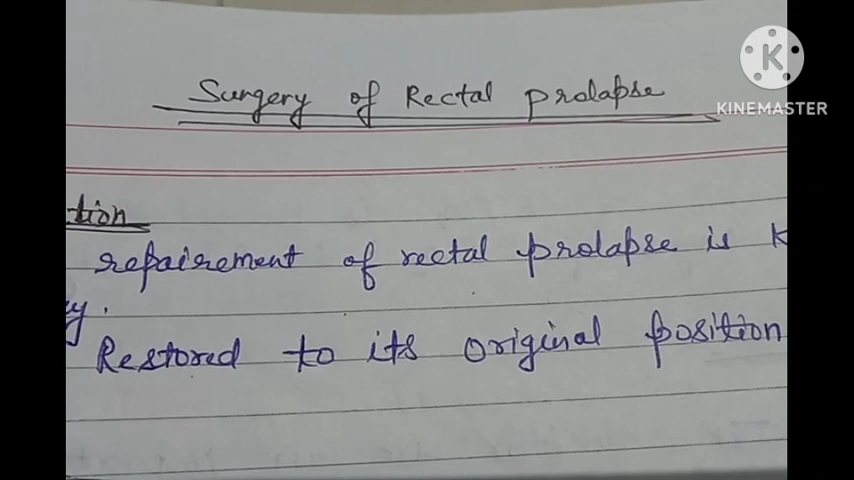 KINEMASTER
Surgery of Rectal prolapse
tion
repairement of rectal prolapse is K
y.
Restored to its original position